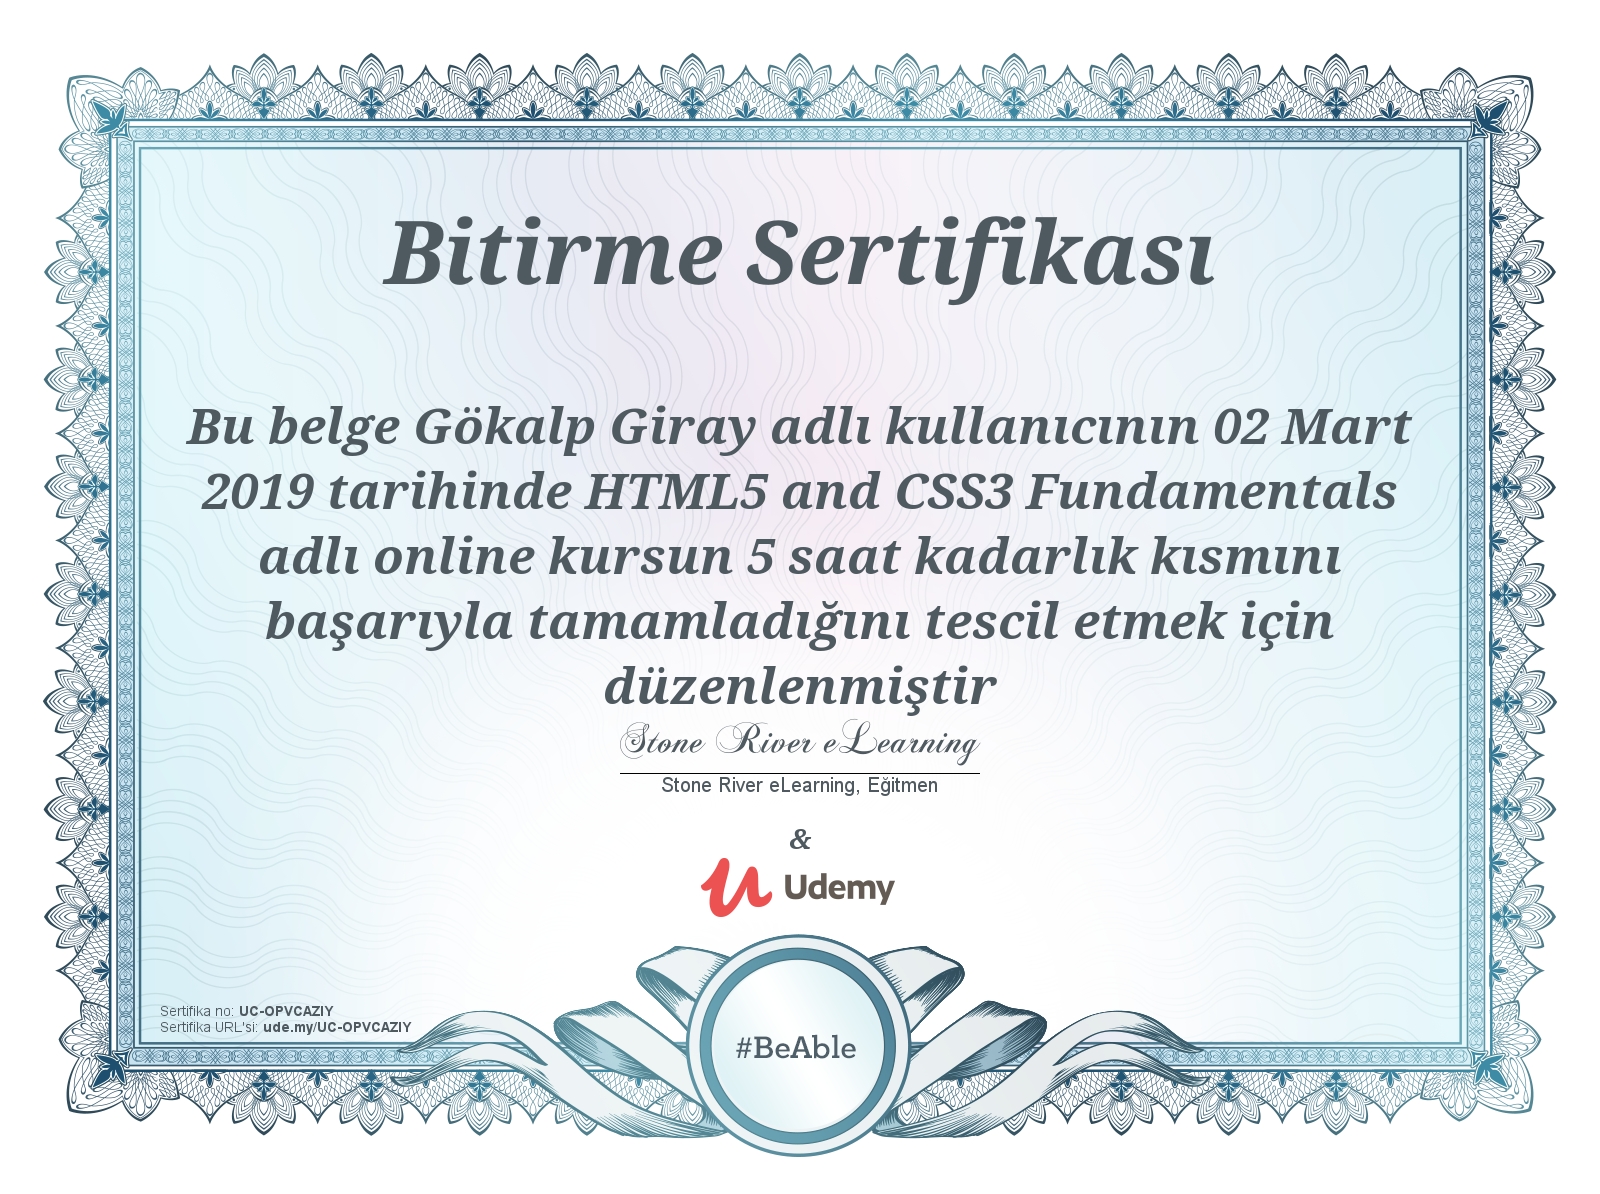 Bitirme Sertifikası
Bu belge Gökalp Giray adlı kullanıcının 02 Mart
2019 tarihinde HTML5 and CSS3 Fundamentals
adlı online kursun 5 saat kadarlık kısmını
başarıyla tamamladığını tescil etmek için
düzenlenmiştir
Stone River eLearning
Stone River eLearning, Eğitmen
&
Udemy
Sertifika no: UC-OPVCAZIY
Sertifika URL'si: ude.my/UC-OPVCAZIY
#BeAble